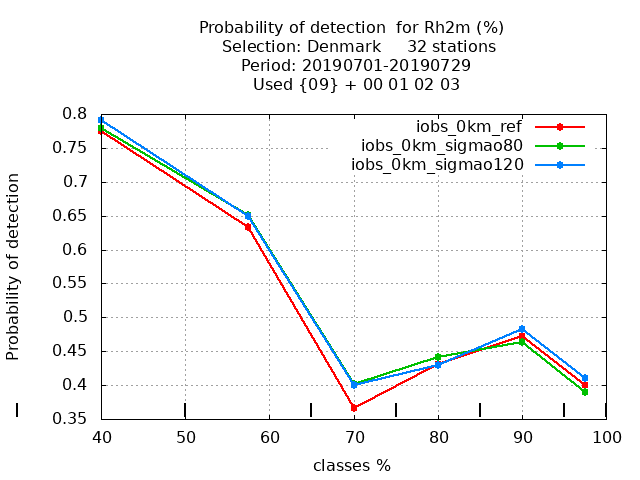 Probability of detection  for Rh2m (%)
Selection: Denmark     32 stations
Period: 20190701-20190729
Used {09} + 00 01 02 03
iobs_0km_ref
iobs_0km_sigmao80
iobs_0km_sigmao120
Probability of detection
0.8
0.75
0.7
0.65
0.6
0.55
0.5
0.45
0.4
0.35
40 50 60 70 80 90 100
classes %